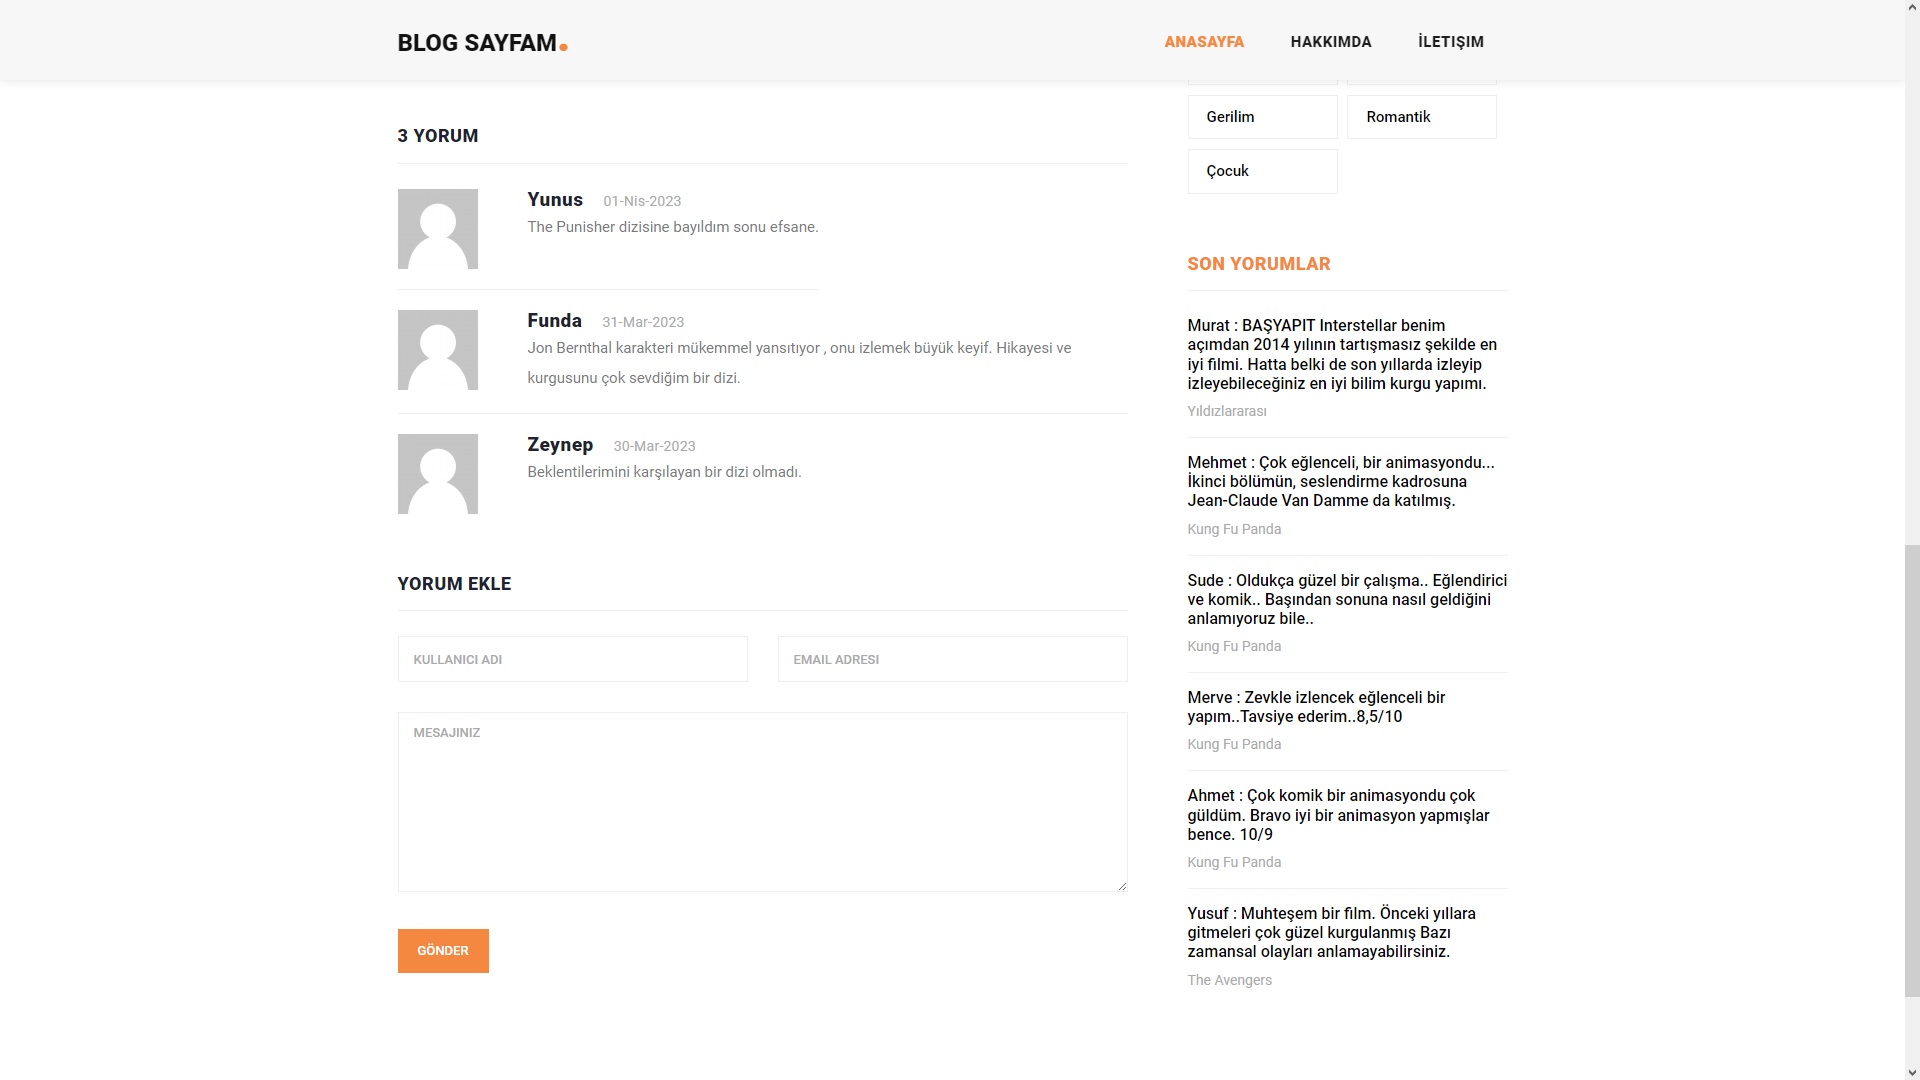 BLOG SAYFAM.
ANASAYFA
HAKKIMDA
İLETIŞIM
3 YORUM
Yunus 01-Nis-2023
The Punisher dizisine bayıldım sonu efsane.
Funda 31-Mar-2023
Jon Bernthal karakteri mükemmel yansıtıyor , onu izlemek büyük keyif. Hikayesi ve
kurgusunu çok sevdiğim bir dizi.
Zeynep 30-Mar-2023
Beklentilerimini karşılayan bir dizi olmadı.
YORUM EKLE
KULLANICI ADI
EMAIL ADRESI
MESAJINIZ
GÖNDER
Gerilim
Romantik
Çocuk
SON YORUMLAR
Murat : BAŞYAPIT Interstellar benim
açımdan 2014 yılının tartışmasız şekilde en
iyi filmi. Hatta belki de son yıllarda izleyip
izleyebileceğiniz en iyi bilim kurgu yapımı.
Yıldızlararası
Mehmet : Çok eğlenceli, bir animasyondu...
İkinci bölümün, seslendirme kadrosuna
Jean-Claude Van Damme da katılmış.
Kung Fu Panda
Sude : Oldukça güzel bir çalışma.. Eğlendirici
ve komik.. Başından sonuna nasıl geldiğini
anlamıyoruz bile..
Kung Fu Panda
Merve : Zevkle izlencek eğlenceli bir
yapım..Tavsiye ederim..8,5/10
Kung Fu Panda
Ahmet : Çok komik bir animasyondu çok
güldüm. Bravo iyi bir animasyon yapmışlar
bence. 10/9
Kung Fu Panda
Yusuf : Muhteşem bir film. Önceki yıllara
gitmeleri çok güzel kurgulanmış Bazı
zamansal olayları anlamayabilirsiniz.
The Avengers